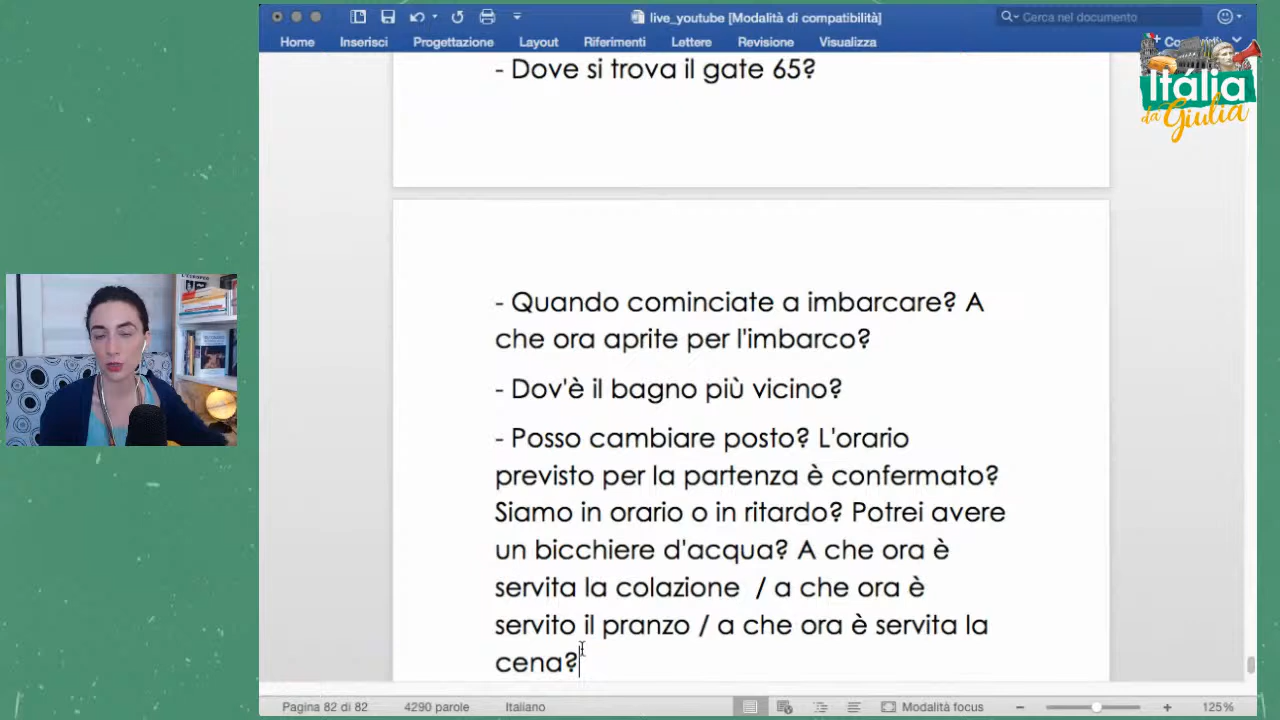 live_youtube [Modalità di compatibilità]
Cerca nel documento
Home Inserisci Progettazione Layout Riferimenti Lettere Revisione Visualizza
Itália
da Giulia
- Dove si trova il gate 65?
- Quando cominciate a imbarcare? A
che ora aprite per l'imbarco?
- Dov'è il bagno più vicino?
- Posso cambiare posto? L'orario
previsto per la partenza è confermato?
Siamo in orario o in ritardo? Potrei avere
un bicchiere d'acqua? A che ora è
servita la colazione / a che ora è
servito il pranzo / a che ora è servita la
cena?
Pagina 82 di 82 4290 parole Italiano Modalità focus 125%